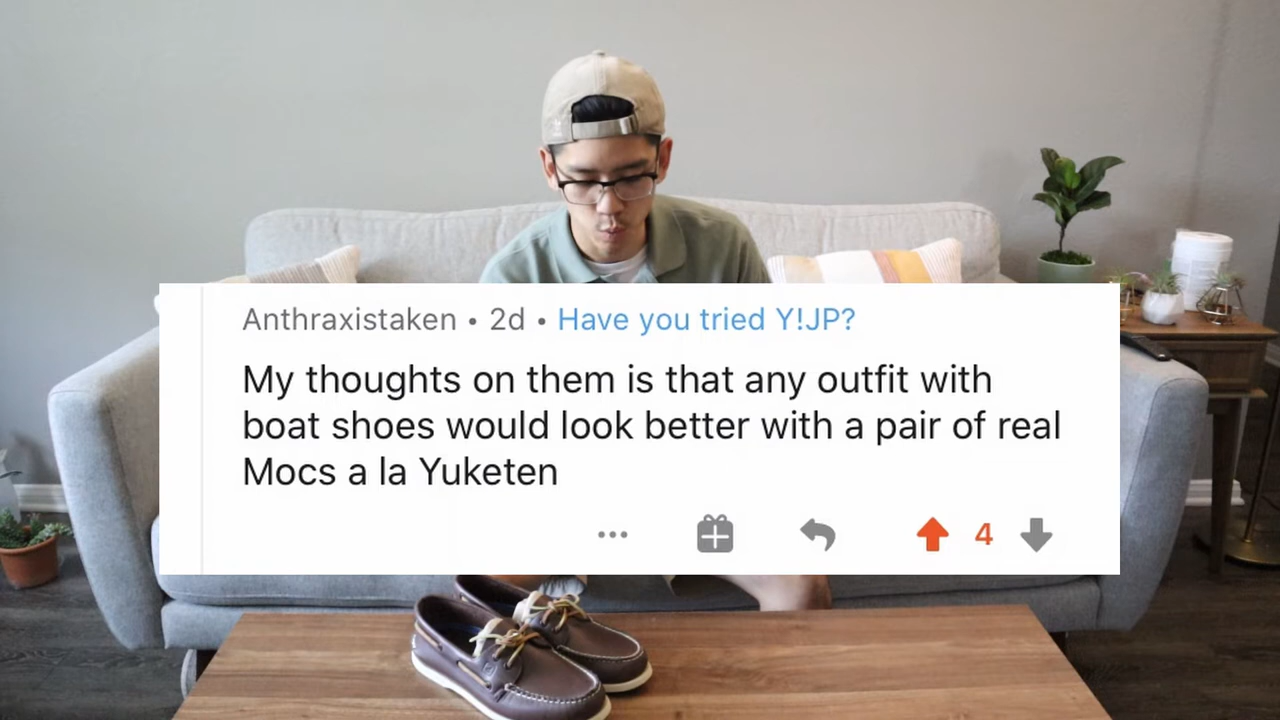 Anthraxistaken • 2d • Have you tried Y!JP?
My thoughts on them is that any outfit with
boat shoes would look better with a pair of real
Mocs a la Yuketen
4